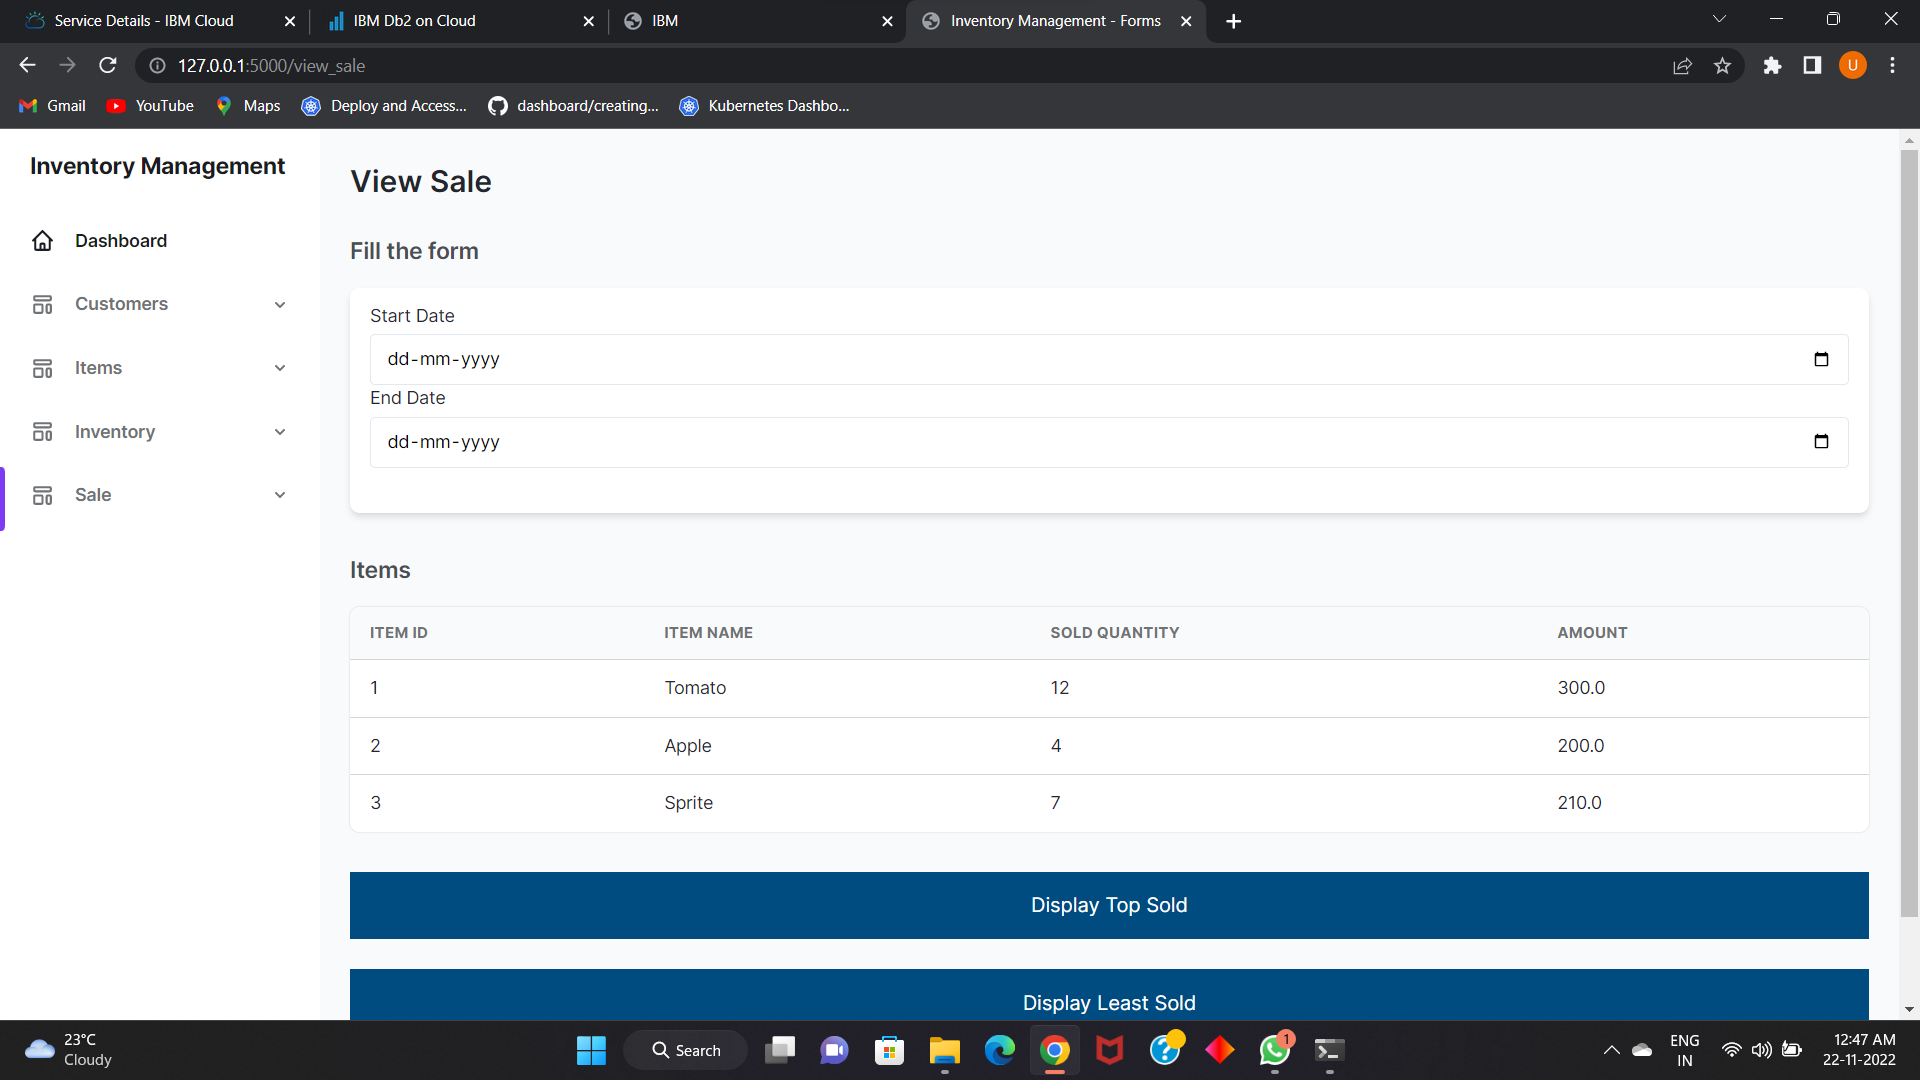 Service Details - IBM Cloud
IBM Db2 on Cloud
IBM
Inventory Management - Forms
127.0.0.1:5000/view_sale
U
Gmail
YouTube
Maps
Deploy and Access...
dashboard/creating...
Kubernetes Dashbo...
Inventory Management
Dashboard
Customers
Items
Inventory
Sale
View Sale
Fill the form
Start Date
dd-mm-yyyy
End Date
dd-mm-yyyy
Items
ITEM ID ITEM NAME SOLD QUANTITY AMOUNT
1 Tomato 12 300.0
2 Apple 4 200.0
3 Sprite 7 210.0
Display Top Sold
Display Least Sold
23°C
Cloudy
Search
1
ENG
IN
12:47 AM
22-11-2022